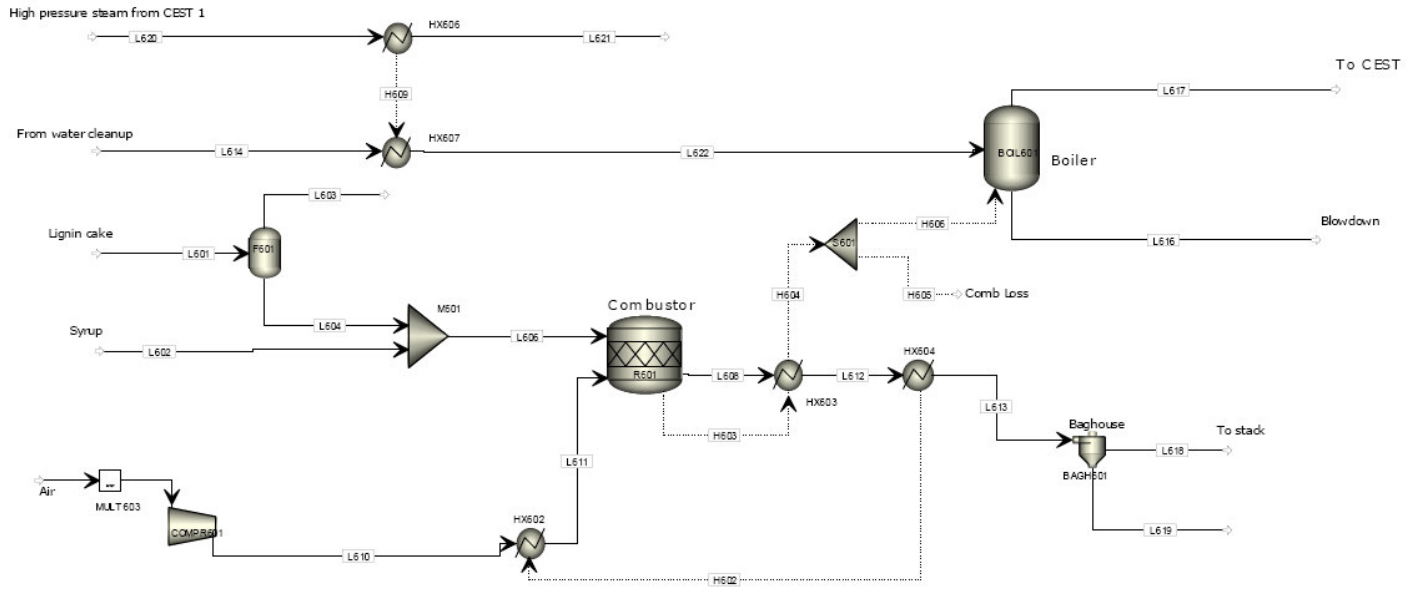 High pressure steam from CEST 1
HX606
L620
L621
To CEST
L617
H609
From water cleanup
HX607
L614
L622
BOIL601
Boiler
L603
Lignin cake
H606
Blowdown
L601
F601
S601
L616
H604
H605
Comb Loss
Combustor
M601
Syrup
L604
L606
HX604
L602
R601
L608
L612
HX603
L613
Baghouse
To stack
H603
L618
L611
BAGH601
Air
MULT603
HX602
COMPR601
L619
L610
H602